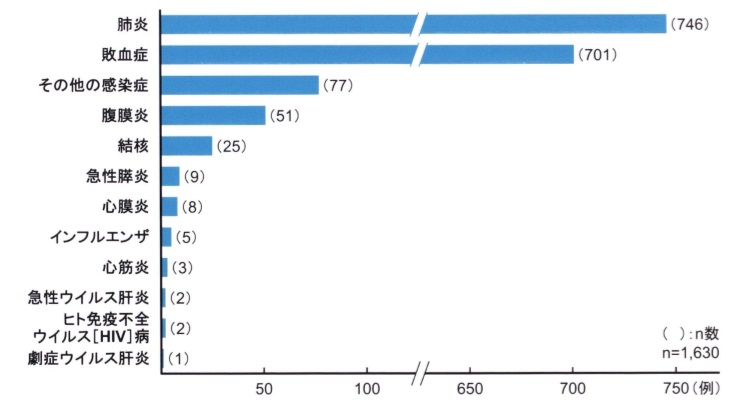 肺炎 (746)
敗血症 (701)
その他の感染症 (77)
腹膜炎 (51)
結核 (25)
急性膵炎 (9)
心膜炎 (8)
インフルエンザ (5)
心筋炎 (3)
急性ウイルス肝炎 (2)
ヒト免疫不全
ウイルス[HIV]病 (2)
劇症ウイルス肝炎 (1)
( ):n数
n=1,630
50 100 650 700 750(例)